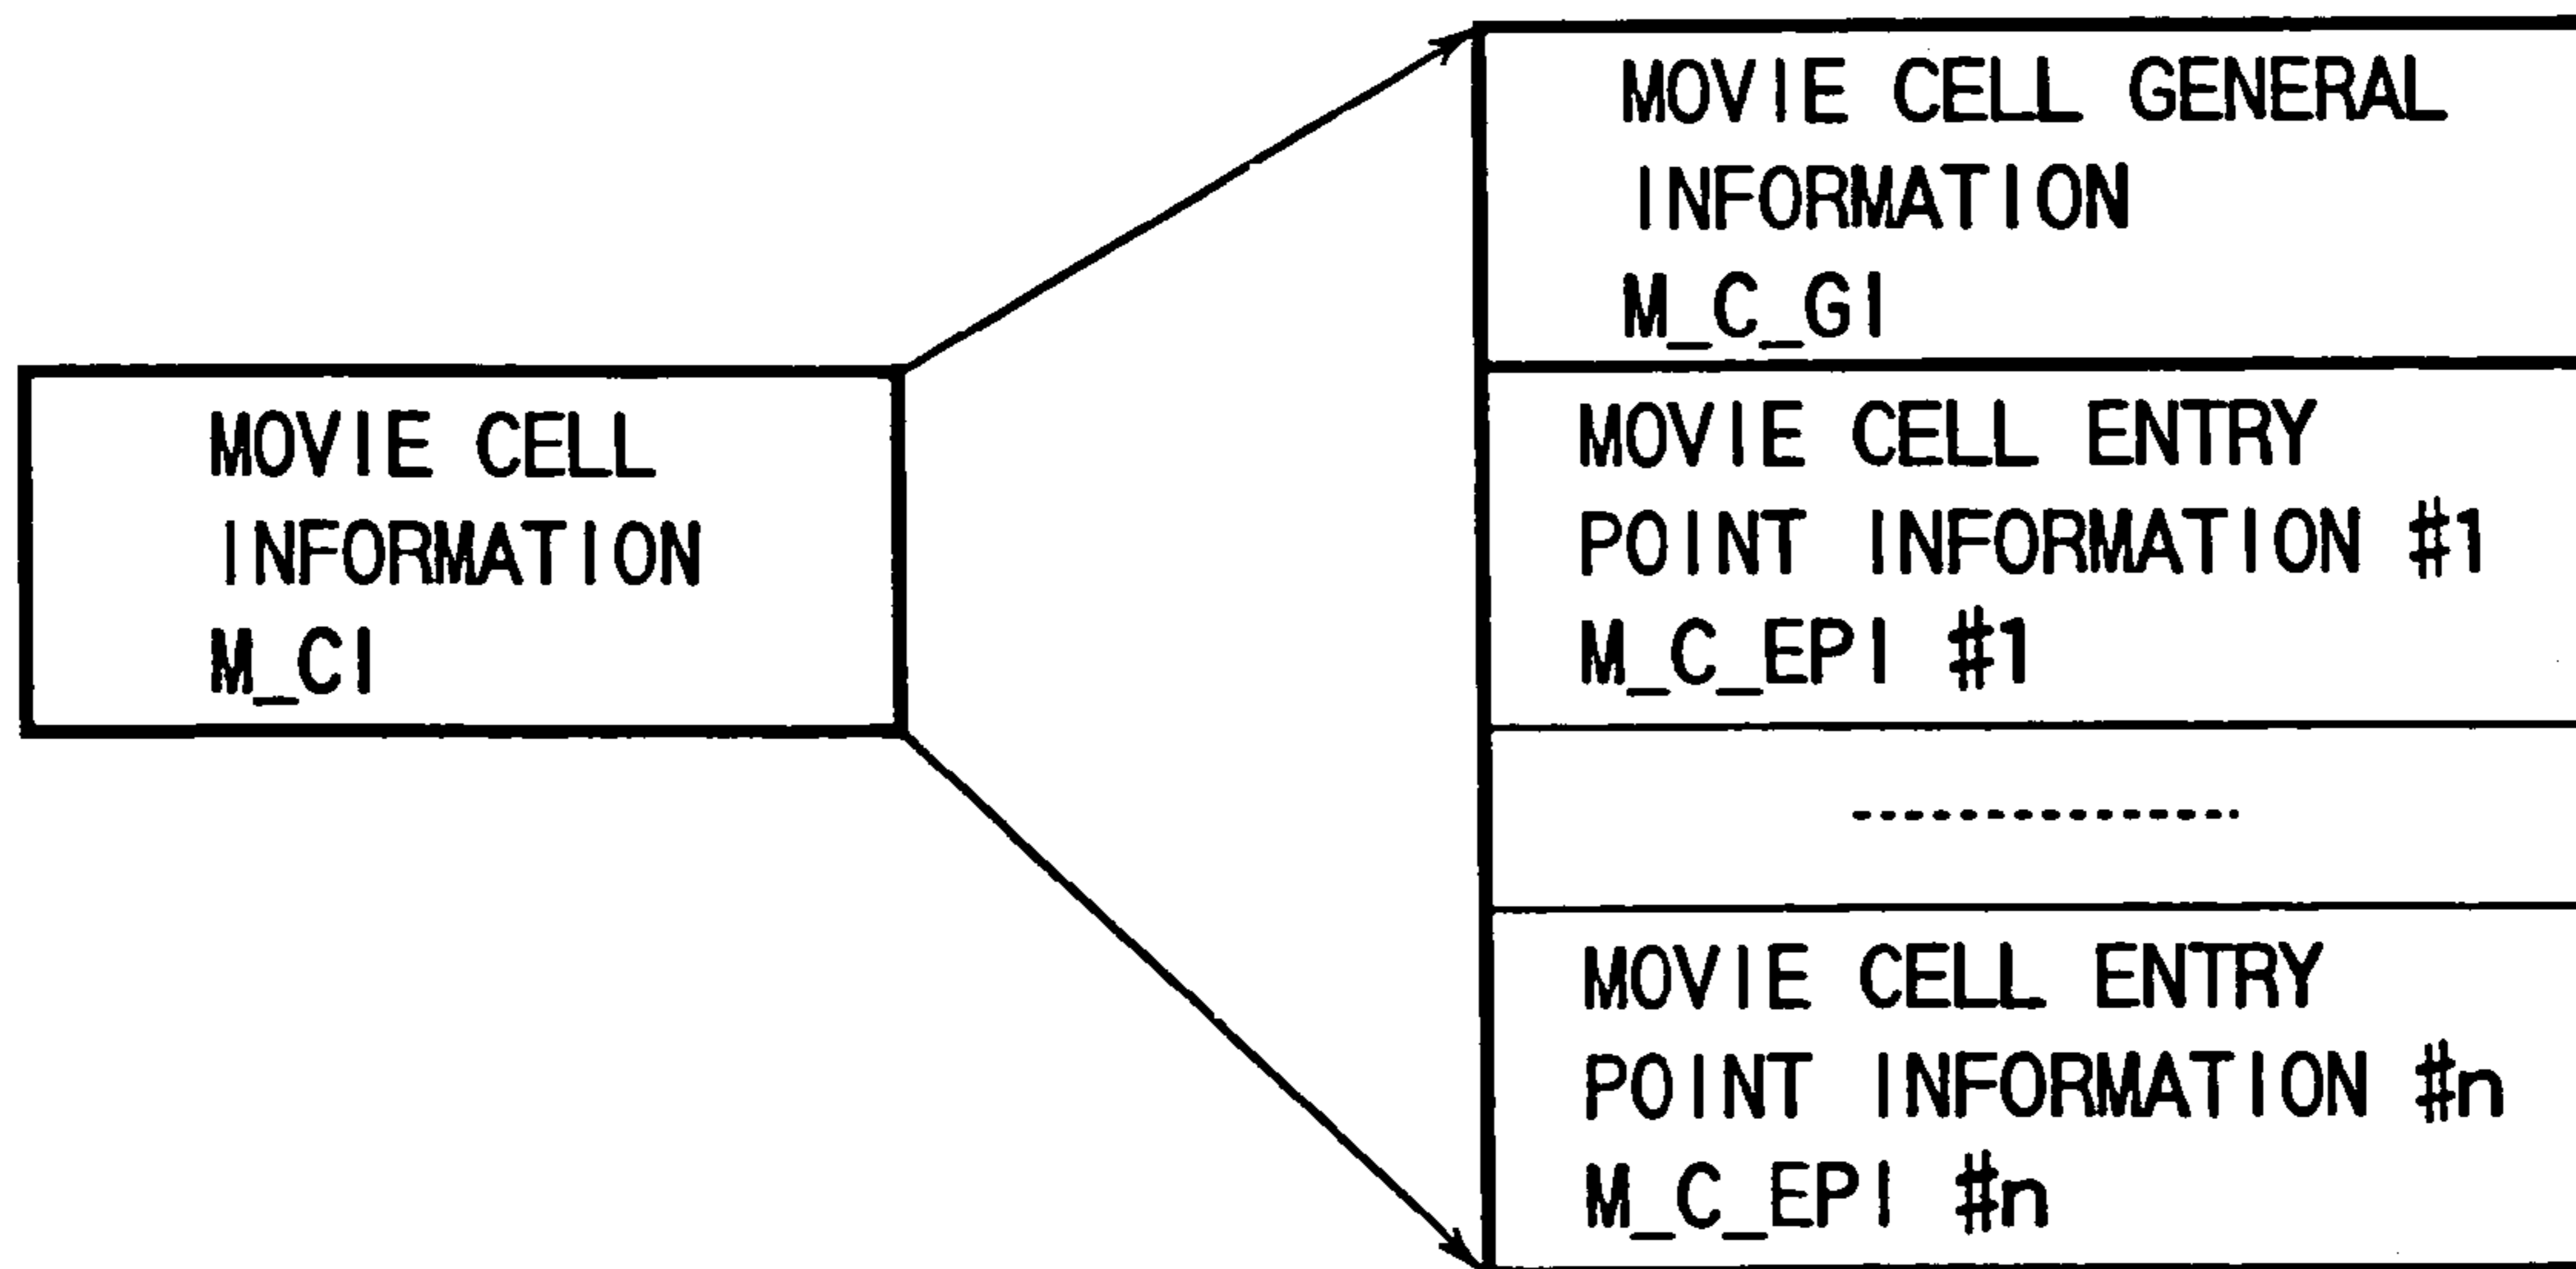 MOVIE CELL
INFORMATION
M_CI
MOVIE CELL GENERAL
INFORMATION
M_C_GI
MOVIE CELL ENTRY
POINT INFORMATION #1
M_C_EPI #1
MOVIE CELL ENTRY
POINT INFORMATION #n
M_C_EPI #n